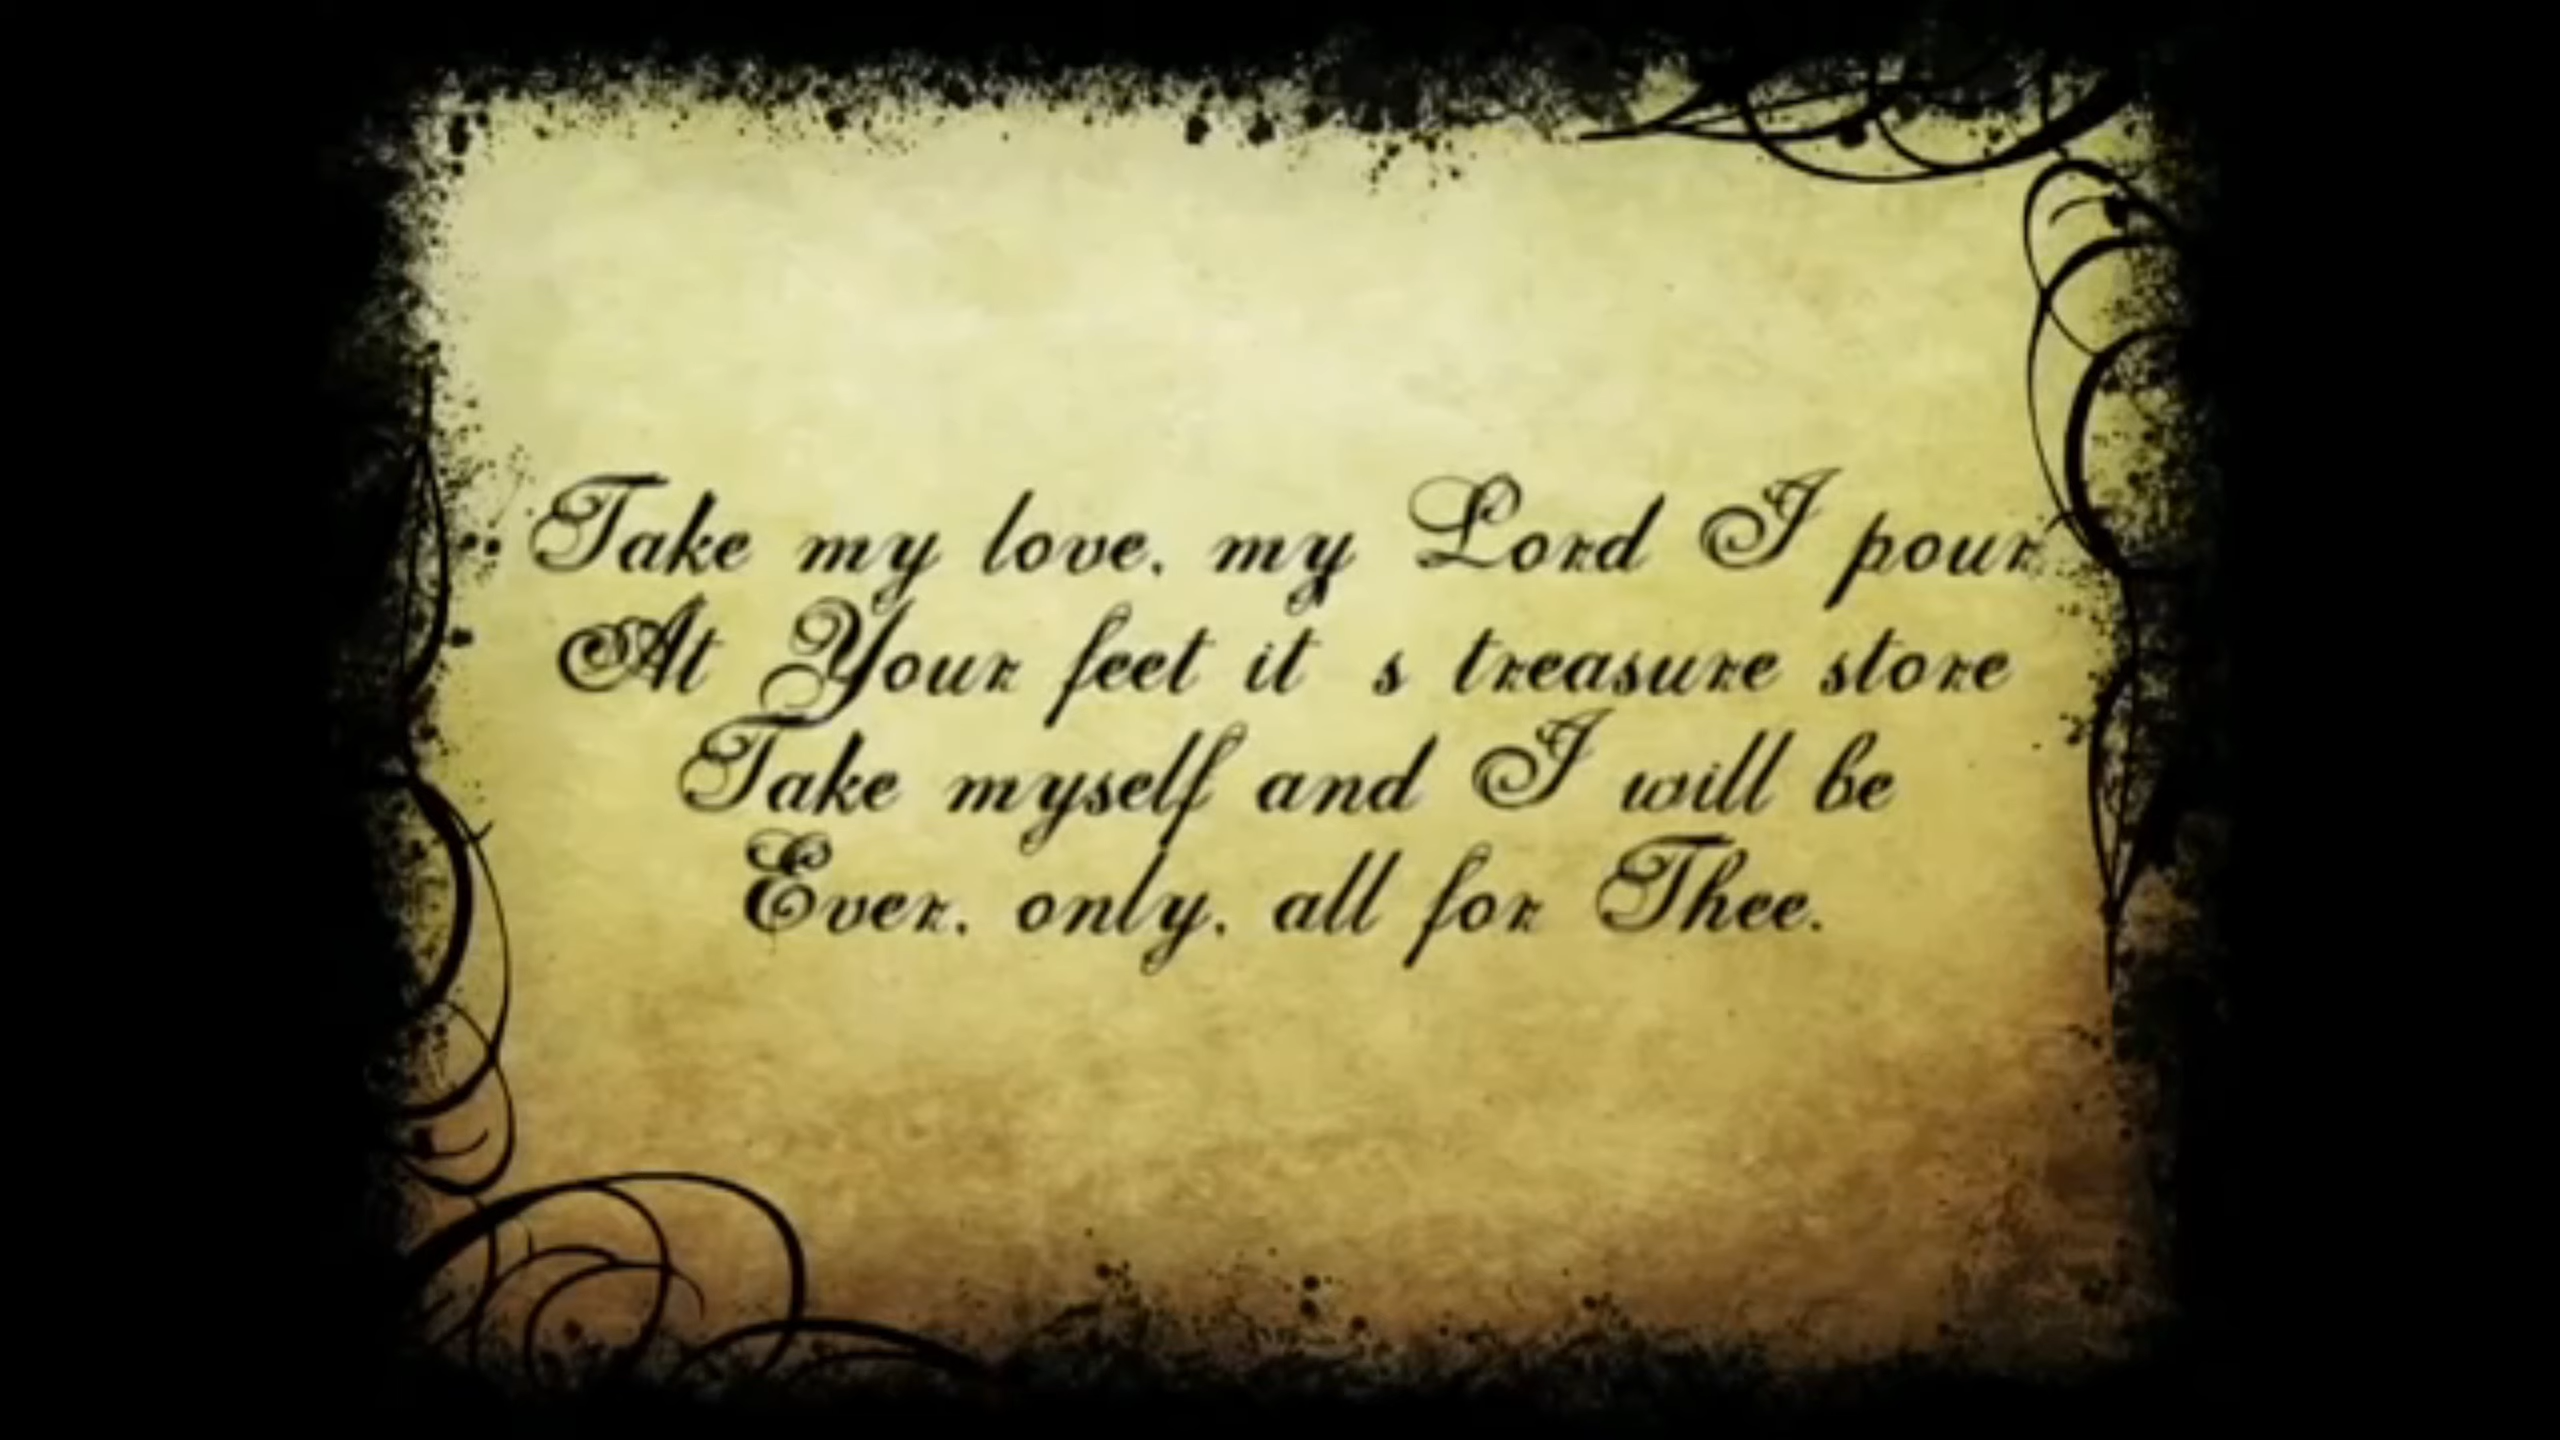 Take my love, my Lord I pour
At Your feet it s treasure store
Take myself and I will be
Ever, only, all for Thee.